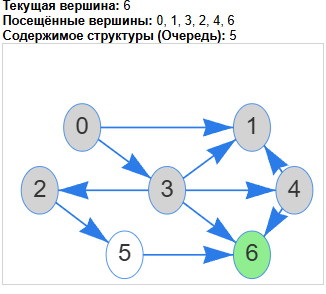 Текущая вершина: 6
Посещённые вершины: 0, 1, 3, 2, 4, 6
Содержимое структуры (Очередь): 5
0 1
2 3 4
5 6